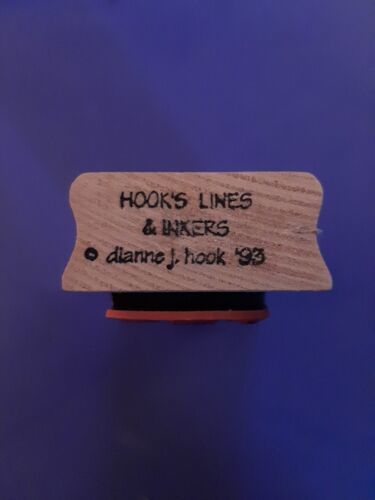 HOOK'S LINES
& INKERS
© dianne j. hook '93